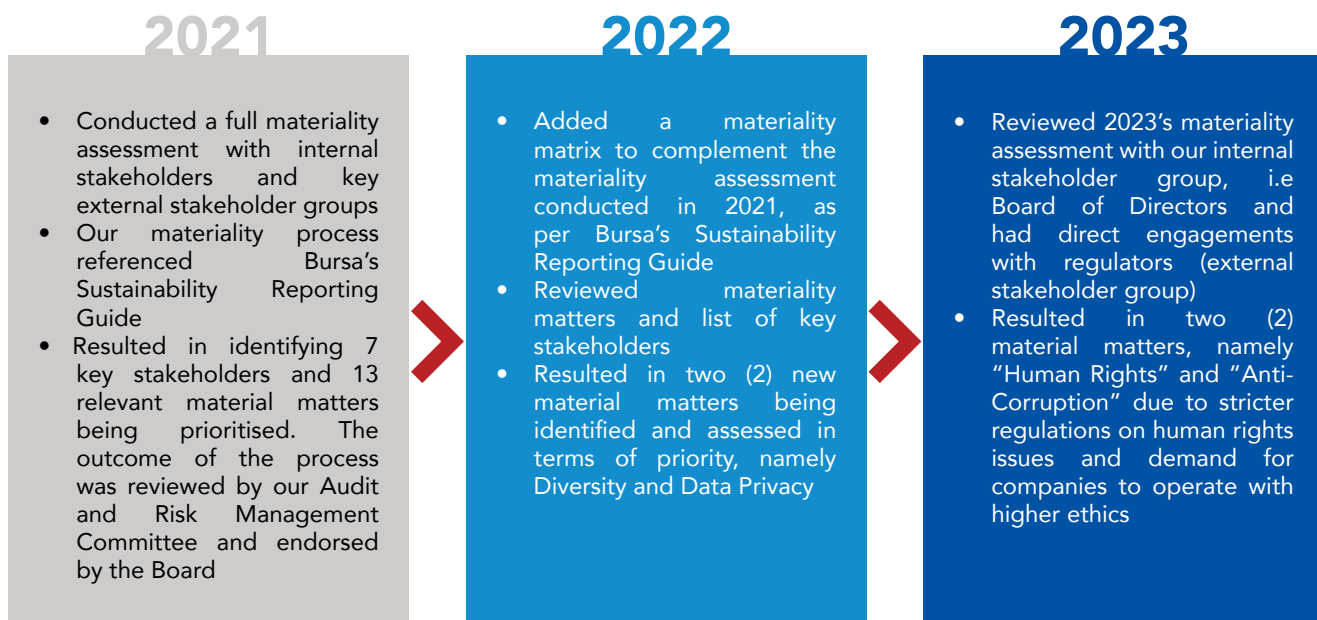 2021
• Conducted a full materiality
assessment with internal
stakeholders and key
external stakeholder groups
• Our materiality process
referenced Bursa's
Sustainability Reporting
Guide
• Resulted in identifying 7
key stakeholders and 13
relevant material matters
being prioritised. The
outcome of the process
was reviewed by our Audit
and Risk Management
Committee and endorsed
by the Board
2022
• Added a materiality
matrix to complement the
materiality assessment
conducted in 2021, as
per Bursa's Sustainability
Reporting Guide
• Reviewed materiality
matters and list of key
stakeholders
• Resulted in two (2) new
material matters being
identified and assessed in
terms of priority, namely
Diversity and Data Privacy
2023
• Reviewed 2023's materiality
assessment with our internal
stakeholder group, i.e
Board of Directors and
had direct engagements
with regulators (external
stakeholder group)
• Resulted in two (2)
material matters, namely
“Human Rights” and “Anti-
Corruption” due to stricter
regulations on human rights
issues and demand for
companies to operate with
higher ethics